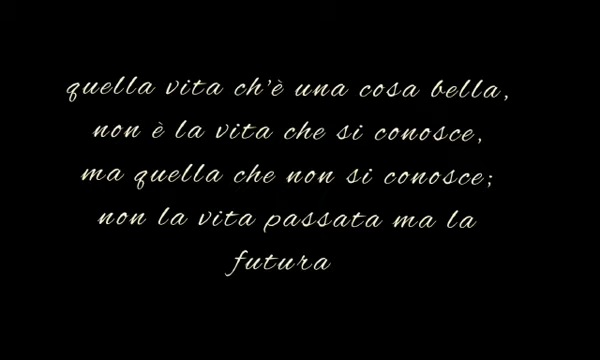 quella vita ch'è una cosa bella,
non è la vita che si conosce,
ma quella che non si conosce;
non la vita passata ma la
futura